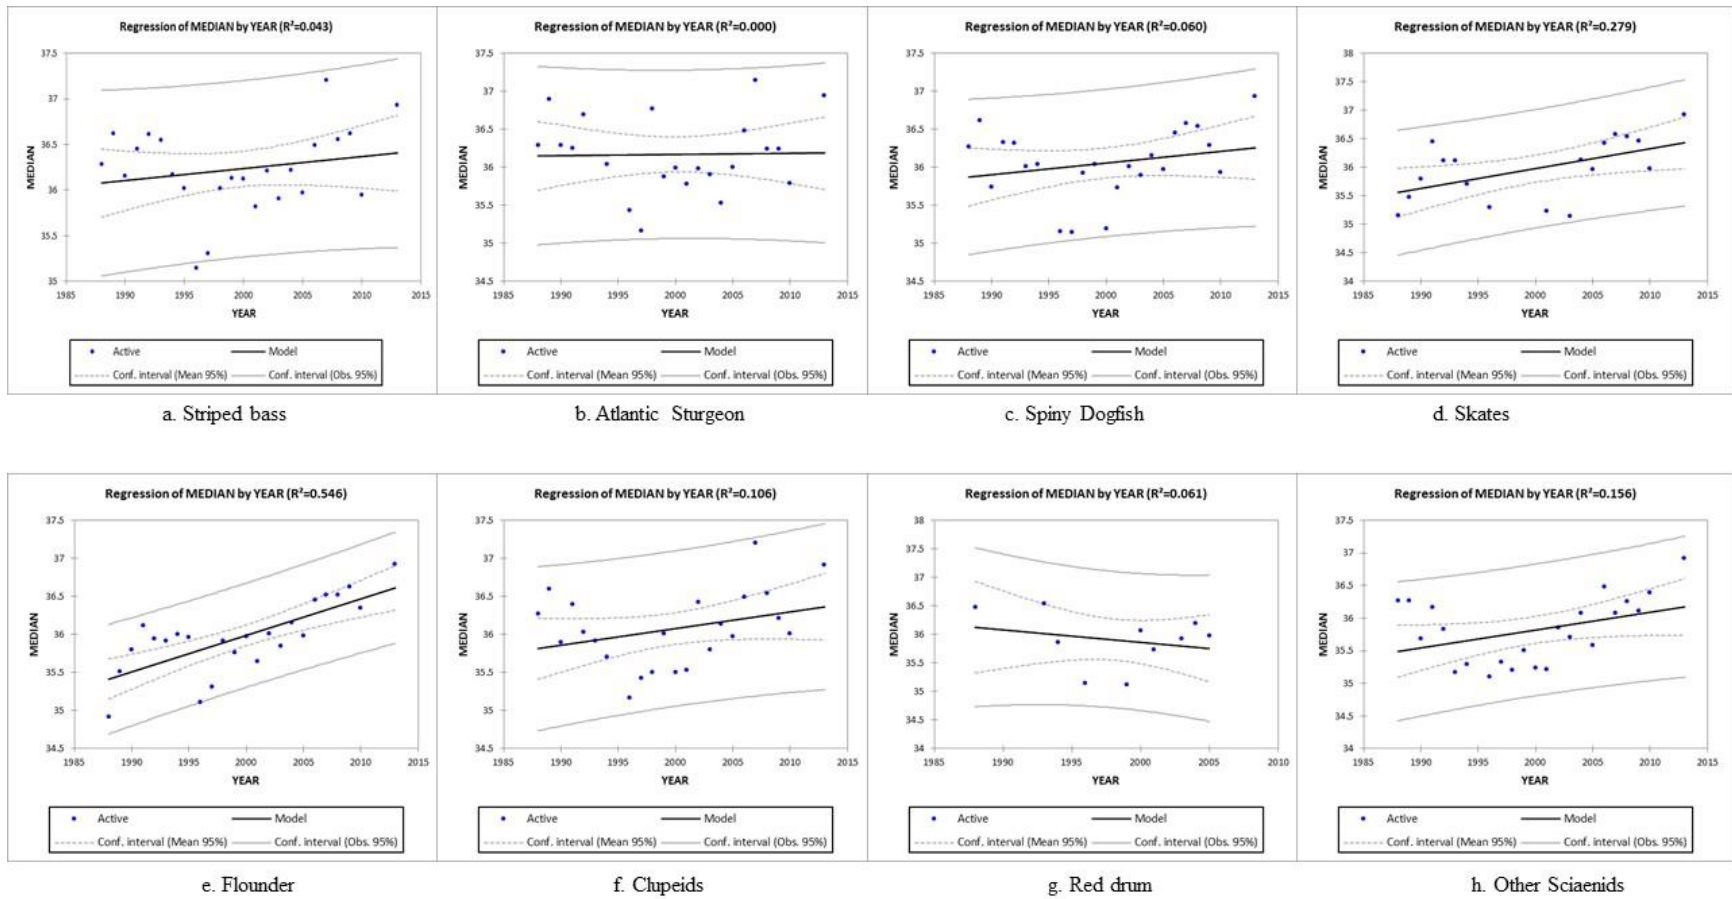 Regression of MEDIAN by YEAR (R²=0.043)
37.5
37
36.5
36
35.5
35
MEDIAN
1985 1990 1995 2000 2005 2010 2015
YEAR
Active Model
Conf. interval (Mean 95%) Conf. interval (Obs. 95%)
a. Striped bass
Regression of MEDIAN by YEAR (R²=0.000)
37.5
37
36.5
36
35.5
35
34.5
MEDIAN
1985 1990 1995 2000 2005 2010 2015
YEAR
Active Model
Conf. interval (Mean 95%) Conf. interval (Obs. 95%)
b. Atlantic Sturgeon
Regression of MEDIAN by YEAR (R²=0.060)
37.5
37
36.5
36
35.5
35
34.5
MEDIAN
1985 1990 1995 2000 2005 2010 2015
YEAR
Active Model
Conf. interval (Mean 95%) Conf. interval (Obs. 95%)
c. Spiny Dogfish
Regression of MEDIAN by YEAR (R²=0.279)
38
37.5
37
36.5
36
35.5
35
34.5
34
MEDIAN
1985 1990 1995 2000 2005 2010 2015
YEAR
Active Model
Conf. interval (Mean 95%) Conf. interval (Obs. 95%)
d. Skates
Regression of MEDIAN by YEAR (R²=0.546)
37.5
37
36.5
36
35.5
35
34.5
MEDIAN
1985 1990 1995 2000 2005 2010 2015
YEAR
Active Model
Conf. interval (Mean 95%) Conf. interval (Obs. 95%)
e. Flounder
Regression of MEDIAN by YEAR (R²=0.106)
37.5
37
36.5
36
35.5
35
34.5
MEDIAN
1985 1990 1995 2000 2005 2010 2015
YEAR
Active Model
Conf. interval (Mean 95%) Conf. interval (Obs. 95%)
f. Clupeids
Regression of MEDIAN by YEAR (R²=0.061)
38
37.5
37
36.5
36
35.5
35
34.5
34
MEDIAN
1985 1990 1995 2000 2005 2010
YEAR
Active Model
Conf. interval (Mean 95%) Conf. interval (Obs. 95%)
g. Red drum
Regression of MEDIAN by YEAR (R²=0.156)
37.5
37
36.5
36
35.5
35
34.5
34
MEDIAN
1985 1990 1995 2000 2005 2010 2015
YEAR
Active Model
Conf. interval (Mean 95%) Conf. interval (Obs. 95%)
h. Other Sciaenids